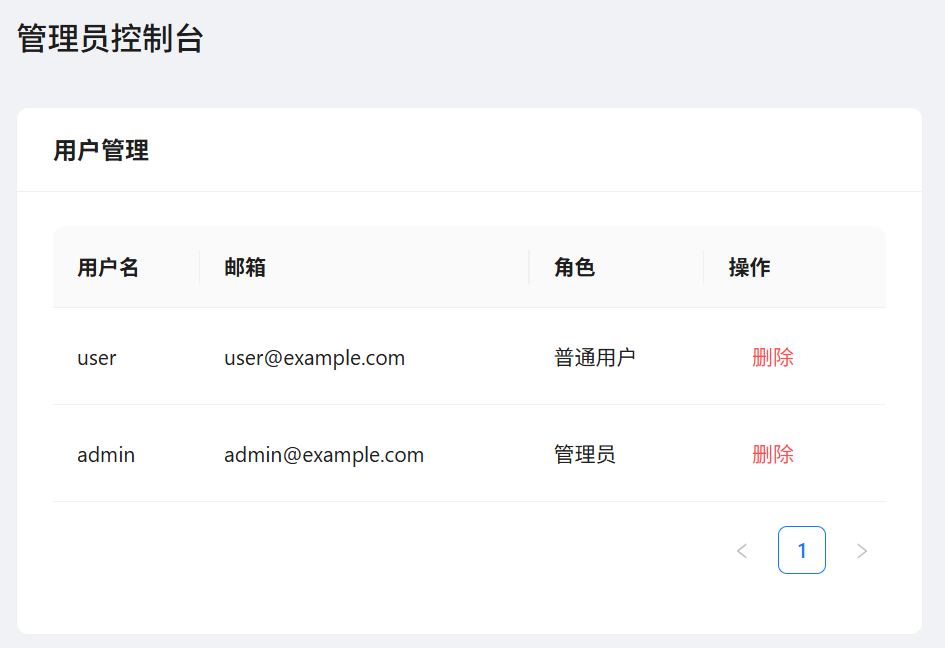 管理员控制台
用户管理
用户名 邮箱 角色 操作
user user@example.com 普通用户 删除
admin admin@example.com 管理员 删除
1